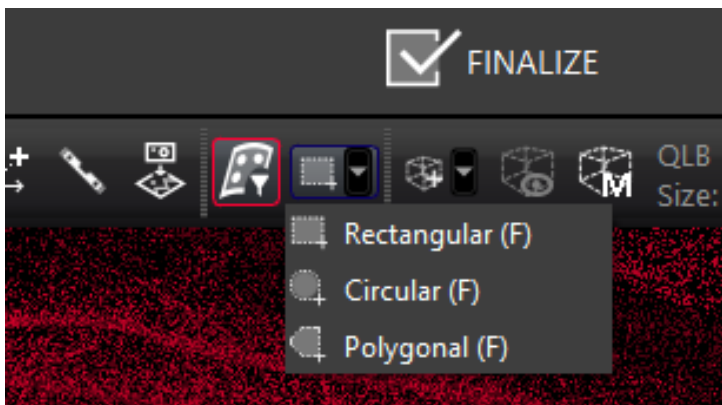 FINALIZE
M
QLB
Size:
Rectangular (F)
Circular (F)
Polygonal (F)